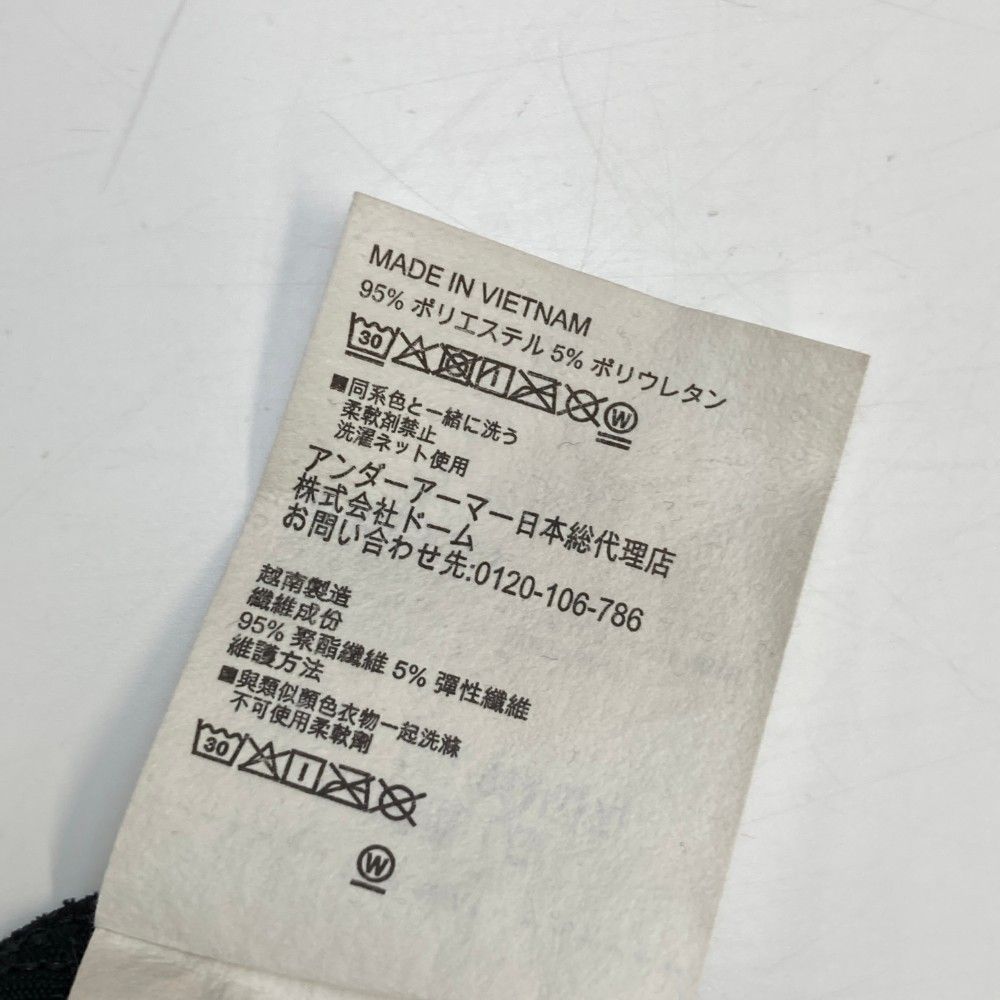 MADE IN VIETNAM
95% ポリエステル 5% ポリウレタン
30 W
■同系色と一緒に洗う
柔軟剤禁止
洗濯ネット使用
アンダーアーマー日本総代理店
株式会社ドーム
お問い合わせ先:0120-106-786
越南製造
纖維成份
95% 聚酯纖維 5% 彈性纖維
維護方法
■與類似顏色衣物一起洗滌
不可使用柔軟劑
30
W